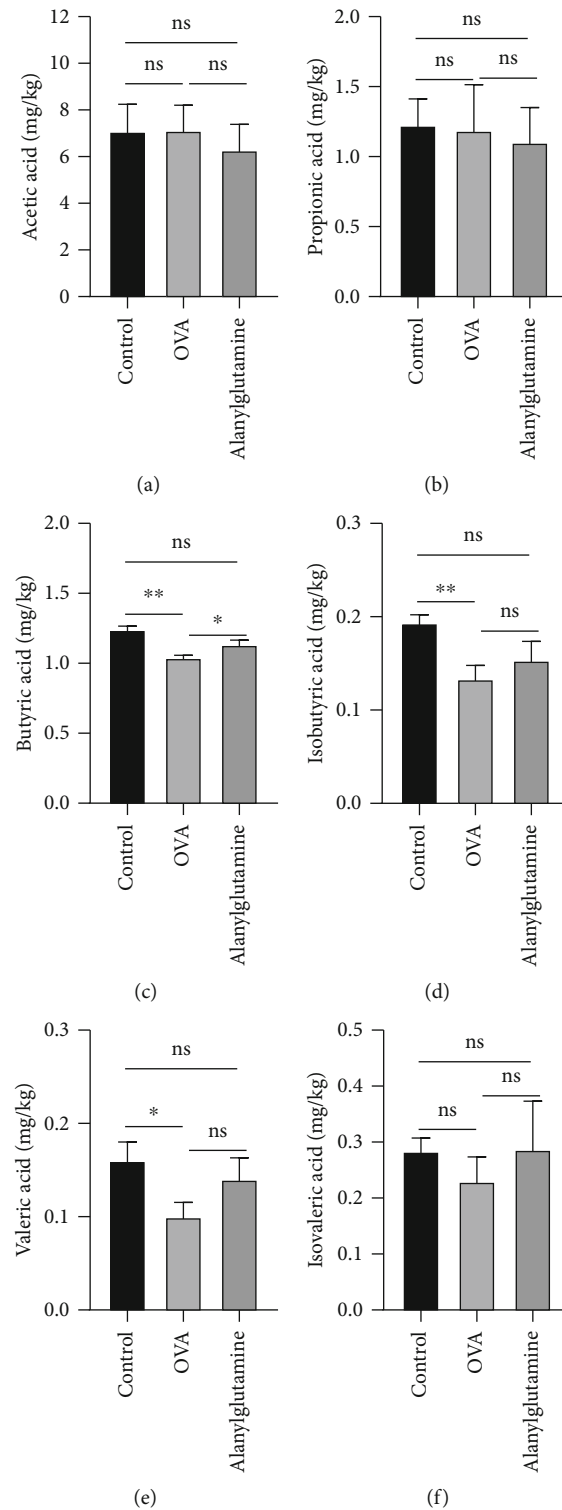 12
10
8
6
4
2
0
Acetic acid (mg/kg)
ns
ns
ns
Control
OVA
Alanylglutamine
(a)
2.0
1.5
1.0
0.5
0.0
Propionic acid (mg/kg)
ns
ns
ns
Control
OVA
Alanylglutamine
(b)
2.0
1.5
1.0
0.5
0.0
Butyric acid (mg/kg)
ns
**
*
Control
OVA
Alanylglutamine
(c)
0.3
0.2
0.1
0.0
Isobutyric acid (mg/kg)
ns
**
ns
Control
OVA
Alanylglutamine
(d)
0.3
0.2
0.1
0.0
Valeric acid (mg/kg)
ns
*
ns
Control
OVA
Alanylglutamine
(e)
0.5
0.4
0.3
0.2
0.1
0.0
Isovaleric acid (mg/kg)
ns
ns
ns
Control
OVA
Alanylglutamine
(f)